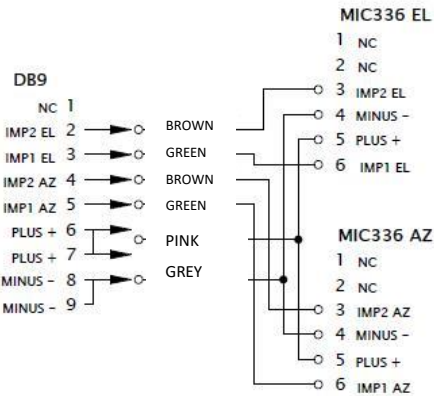 MIC336 EL
1 NC
2 NC
3 IMP2 EL
4 MINUS -
5 PLUS +
6 IMP1 EL
DB9
NC 1
IMP2 EL 2 BROWN
IMP1 EL 3 GREEN
IMP2 AZ 4 BROWN
IMP1 AZ 5 GREEN
PLUS + 6
PINK
PLUS + 7
MINUS - 8 GREY
MINUS - 9
MIC336 AZ
1 NC
2 NC
3 IMP2 AZ
4 MINUS -
5 PLUS +
6 IMP1 AZ